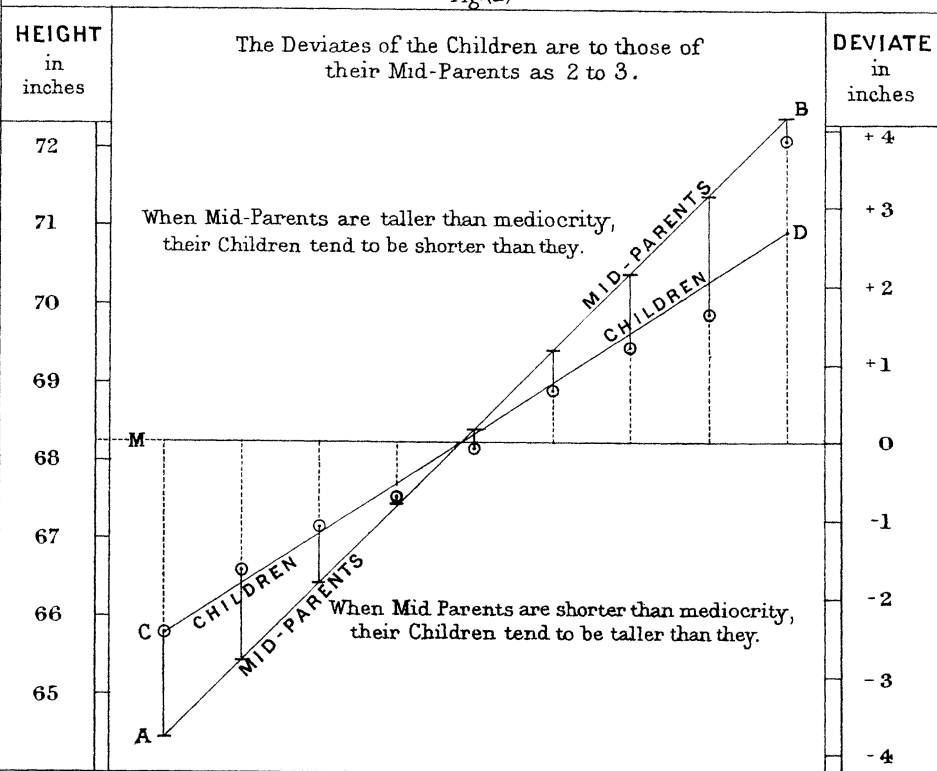 HEIGHT
in
inches
The Deviates of the Children are to those of
their Mid-Parents as 2 to 3.
DEVIATE
in
inches
B
72
+4
When Mid-Parents are taller than mediocrity,
their Children tend to be shorter than they.
MID-PARENTS
71
+3
D
70
+2
CHILDREN
69
+1
M
0
68
67
-1
CHILDREN
MID-PARENTS
66
-2
C
When Mid Parents are shorter than mediocrity,
their Children tend to be taller than they.
65
-3
A
-4